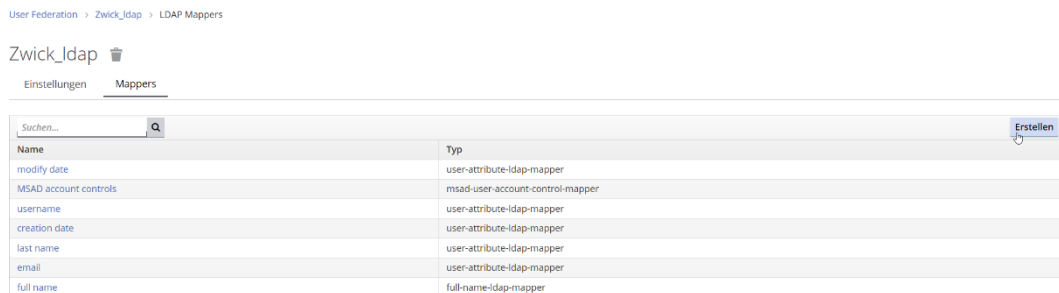 User Federation > Zwick_ldap > LDAP Mappers
Zwick_ldap
Einstellungen Mappers
Suchen... Erstellen
Name Typ
modify date user-attribute-ldap-mapper
MSAD account controls msad-user-account-control-mapper
username user-attribute-ldap-mapper
creation date user-attribute-ldap-mapper
last name user-attribute-ldap-mapper
email user-attribute-ldap-mapper
full name full-name-ldap-mapper